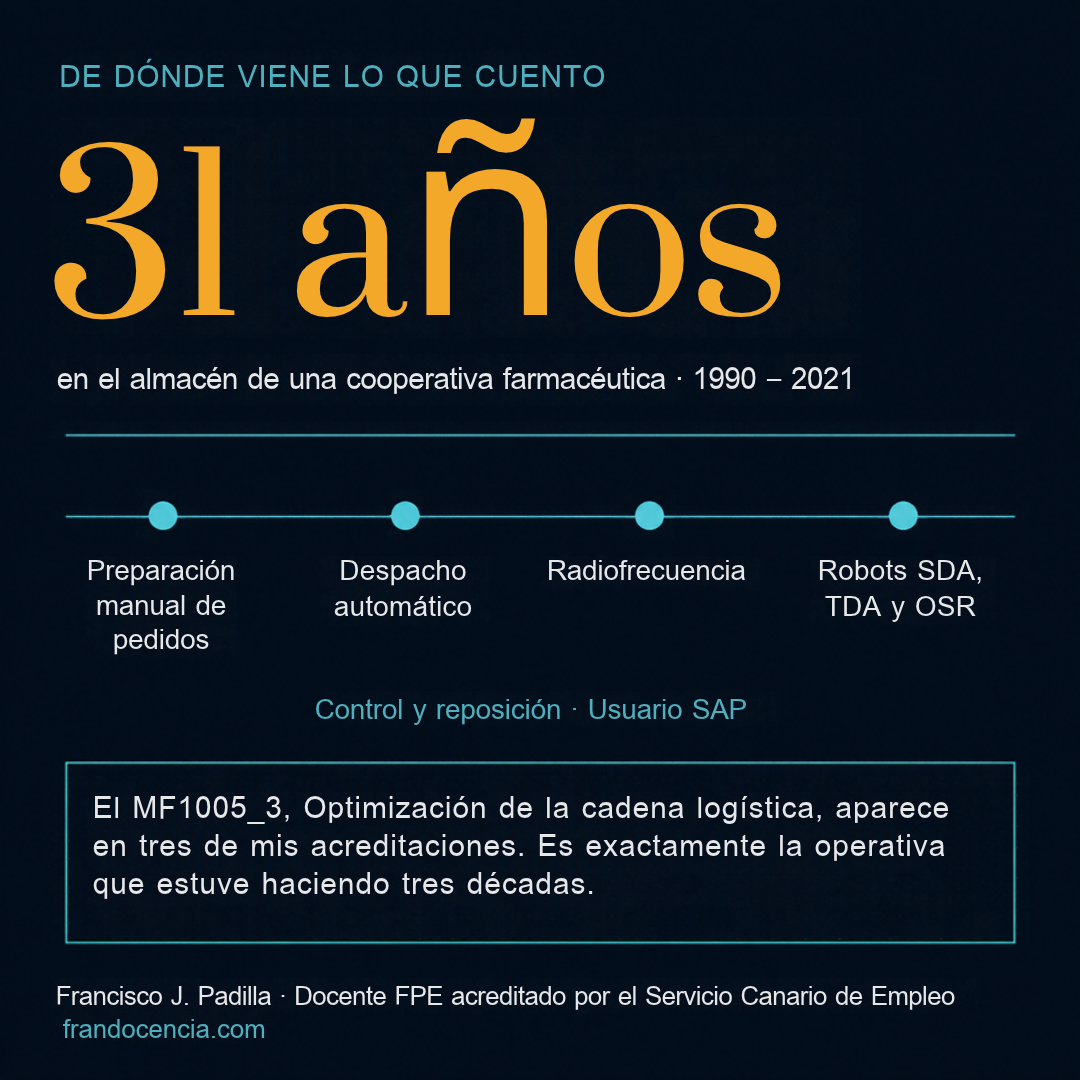 DE DÓNDE VIENE LO QUE CUENTO
31 años
en el almacén de una cooperativa farmacéutica · 1990 – 2021
Preparación
manual de
pedidos
Despacho
automático
Radiofrecuencia
Robots SDA,
TDA y OSR
Control y reposición · Usuario SAP
El MF1005_3, Optimización de la cadena logística, aparece
en tres de mis acreditaciones. Es exactamente la operativa
que estuve haciendo tres décadas.
Francisco J. Padilla · Docente FPE acreditado por el Servicio Canario de Empleo
frandocencia.com